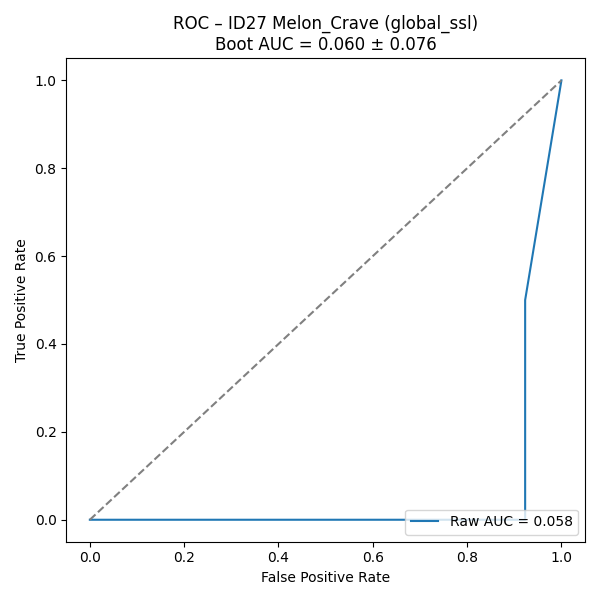 ROC – ID27 Melon_Crave (global_ssl)
Boot AUC = 0.060 ± 0.076
True Positive Rate
1.0
0.8
0.6
0.4
0.2
0.0
Raw AUC = 0.058
0.0 0.2 0.4 0.6 0.8 1.0
False Positive Rate